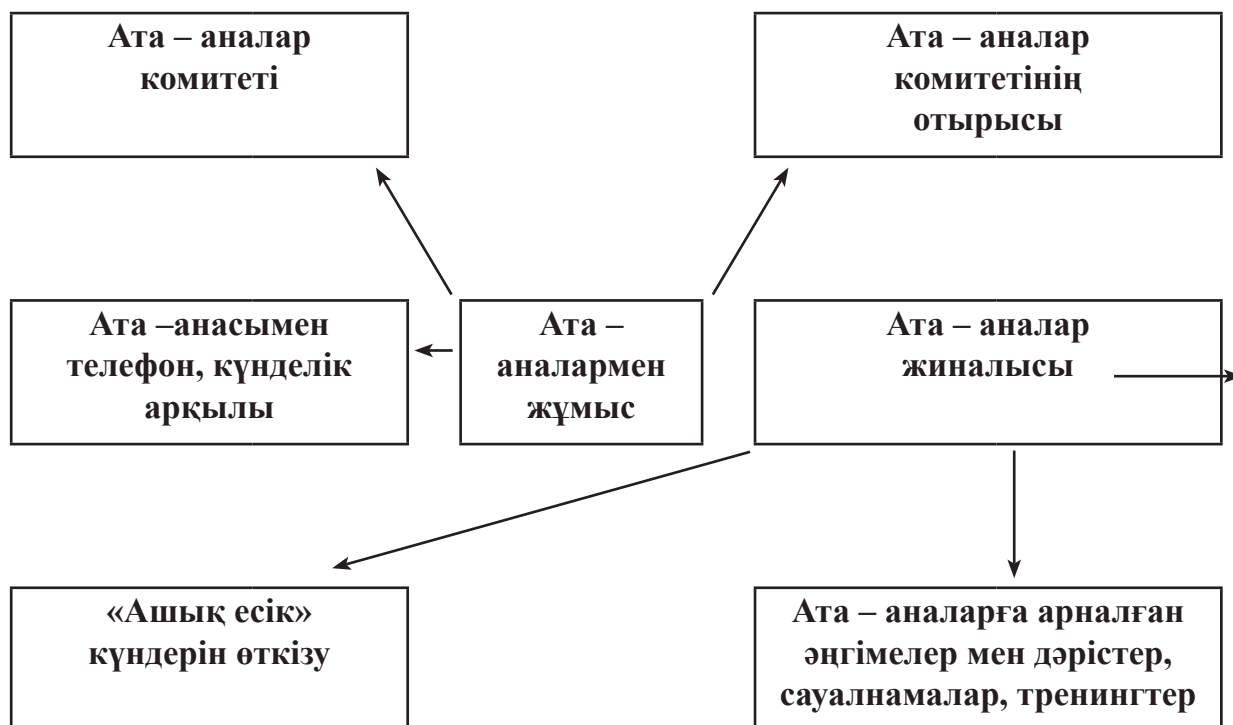 Ата – аналар
комитеті
Ата – аналар
комитетінің
отырысы
Ата –анасымен
телефон, күнделік
арқылы
Ата –
аналармен
жұмыс
Ата – аналар
жиналысы
«Ашық есік»
күндерін өткізу
Ата – аналарға арналған
әңгімелер мен дәрістер,
сауалнамалар, тренингтер